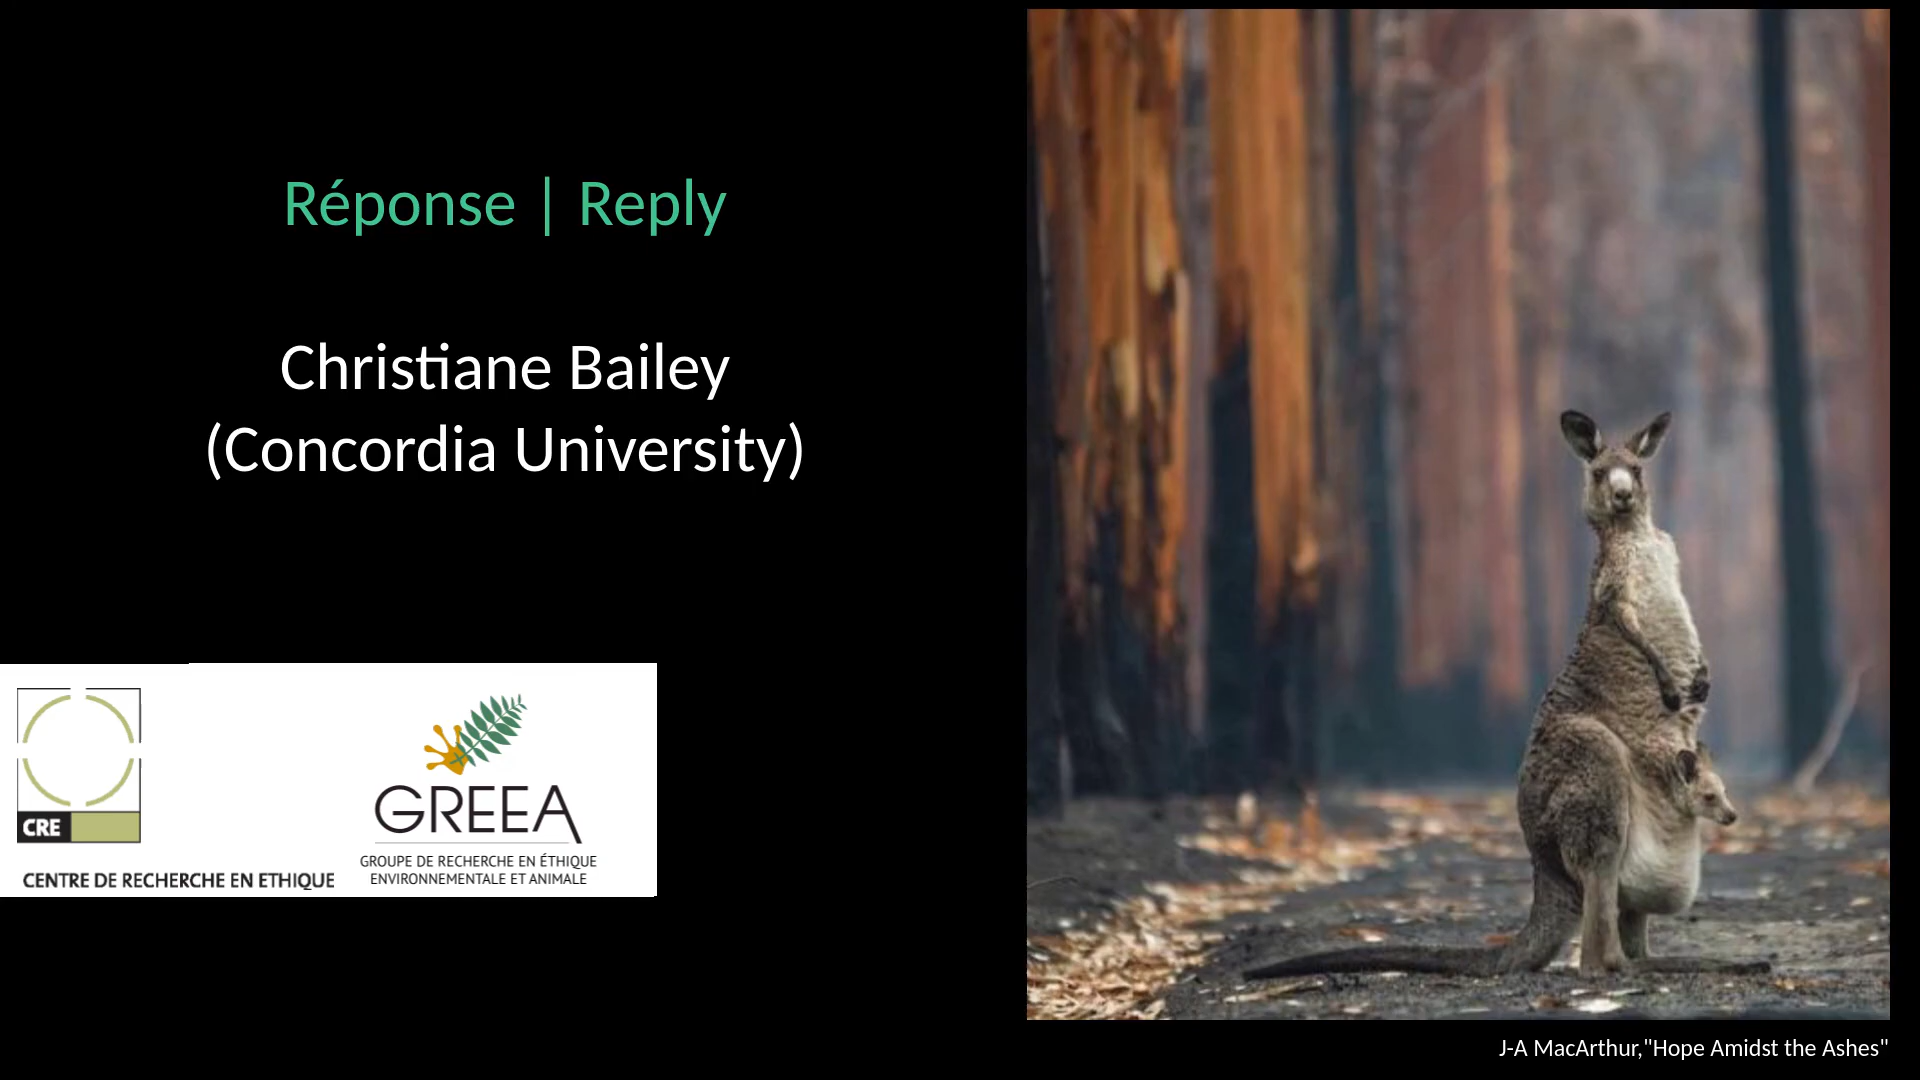 Réponse | Reply
Christiane Bailey
(Concordia University)
CRE
CENTRE DE RECHERCHE EN ETHIQUE
GREEA
GROUPE DE RECHERCHE EN ÉTHIQUE
ENVIRONNEMENTALE ET ANIMALE
J-A MacArthur,"Hope Amidst the Ashes"